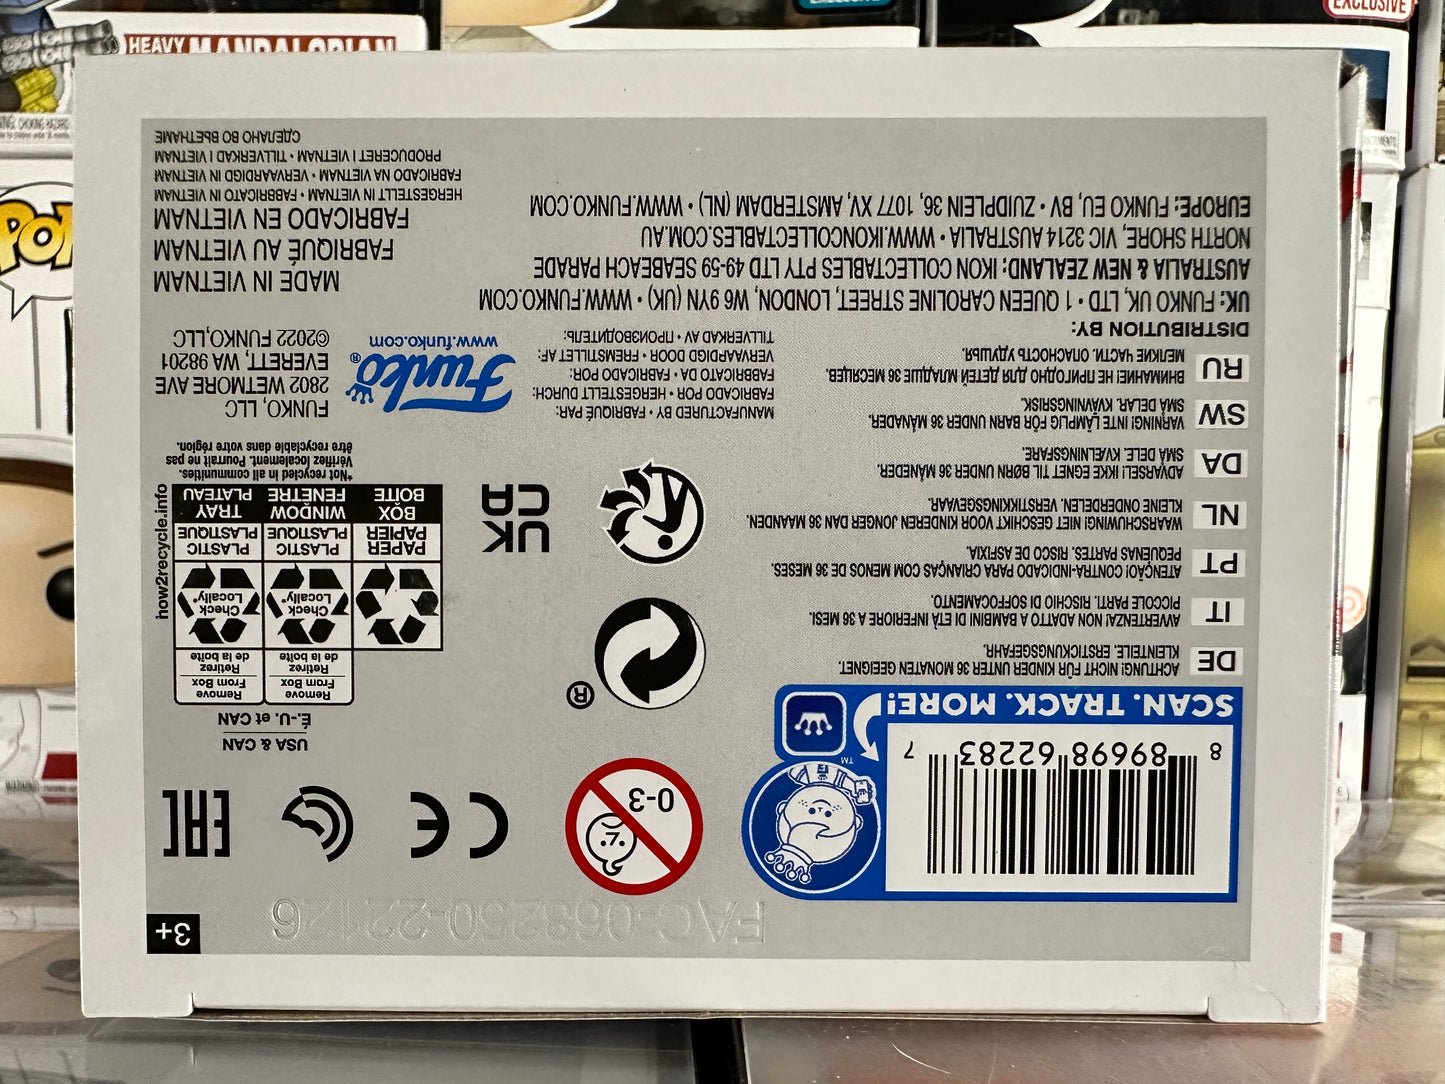 HEAVY MANDALORIAN
EXCLUSIVE
POP!
WARNING:
3+
FAC-068250-22126
8 89698 62283 7
SCAN. TRACK. MORE!
TM
0-3
CE
EAC
USA & CAN
É.-U. et CAN
Remove From Box
Retirez de la boîte
Remove From Box
Retirez de la boîte
Check Locally*
Check Locally*
PAPER
PAPIER
BOX
BOÎTE
PLASTIC
PLASTIQUE
WINDOW
FENÊTRE
PLASTIC
PLASTIQUE
TRAY
PLATEAU
how2recycle.info
*Not recycled in all communities.
Vérifiez localement. Pourrait ne pas
être recyclable dans votre région.
®
UK
CA
DE ACHTUNG! NICHT FÜR KINDER UNTER 36 MONATEN GEEIGNET.
KLEINTEILE. ERSTICKUNGSGEFAHR.
IT AVVERTENZA! NON ADATTO A BAMBINI DI ETÀ INFERIORE A 36 MESI.
PICCOLE PARTI. RISCHIO DI SOFFOCAMENTO.
PT ATENÇÃO! CONTRA-INDICADO PARA CRIANÇAS COM MENOS DE 36 MESES.
PEQUENAS PARTES. RISCO DE ASFIXIA.
NL WAARSCHUWING! NIET GESCHIKT VOOR KINDEREN JONGER DAN 36 MAANDEN.
KLEINE ONDERDELEN. VERSTIKKINGSGEVAAR.
DA ADVARSEL! IKKE EGNET TIL BØRN UNDER 36 MÅNEDER.
SMÅ DELE. KVÆLNINGSFARE.
SW VARNING! INTE LÄMPLIG FÖR BARN UNDER 36 MÅNADER.
SMÅ DELAR. KVÄVNINGSRISK.
RU ВНИМАНИЕ! НЕ ПРИГОДНО ДЛЯ ДЕТЕЙ МЛАДШЕ 36 МЕСЯЦЕВ.
МЕЛКИЕ ЧАСТИ. ОПАСНОСТЬ УДУШЬЯ.
MANUFACTURED BY • FABRIQUÉ PAR:
FABRICADO POR • HERGESTELLT DURCH:
FABRICATO DA • FABRICADO POR:
VERVAARDIGD DOOR • FREMSTILLET AF:
TILLVERKAD AV • ПРОИЗВОДИТЕЛЬ:
Funko®
www.funko.com
FUNKO, LLC
2802 WETMORE AVE
EVERETT, WA 98201
©2022 FUNKO,LLC
DISTRIBUTION BY:
UK: FUNKO UK, LTD • 1 QUEEN CAROLINE STREET, LONDON, W6 9YN (UK) • WWW.FUNKO.COM
AUSTRALIA & NEW ZEALAND: IKON COLLECTABLES PTY LTD 49-59 SEABEACH PARADE
NORTH SHORE, VIC 3214 AUSTRALIA • WWW.IKONCOLLECTABLES.COM.AU
EUROPE: FUNKO EU, BV • ZUIDPLEIN 36, 1077 XV, AMSTERDAM (NL) • WWW.FUNKO.COM
MADE IN VIETNAM
FABRIQUÉ AU VIETNAM
FABRICADO EN VIETNAM
HERGESTELLT IN VIETNAM • FABBRICATO IN VIETNAM
FABRICADO NA VIETNAM • VERVAARDIGD IN VIETNAM
PRODUCERET I VIETNAM • TILLVERKAD I VIETNAM
СДЕЛАНО ВО ВЬЕТНАМЕ